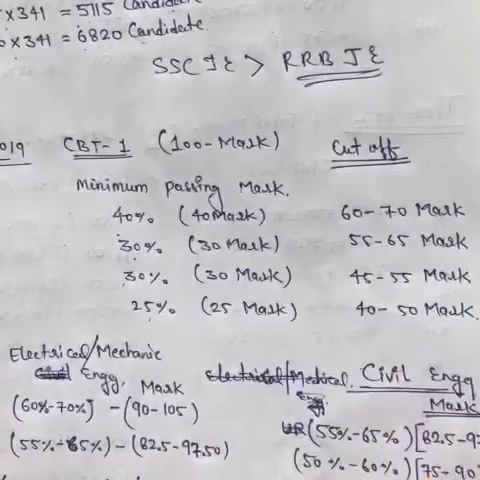 ×341 = 5115 Candidate
×341 = 6820 Candidate.
SSC JE > RRB JE
019 CBT-1 (100-Mark) Cut off
Minimum passing Mark.
40% (40Mark) 60-70 Mark
30% (30 Mark) 55-65 Mark
30% (30 Mark) 45-55 Mark
25% (25 Mark) 40-50 Mark.
Electrical/Mechanic Civil Engg
Engg. Mark Mark
(60%-70%) - (90-105) UR (55%-65%) [82.5-9
(55%-65%) - (82.5-97.50) (50%-60%) [75-90